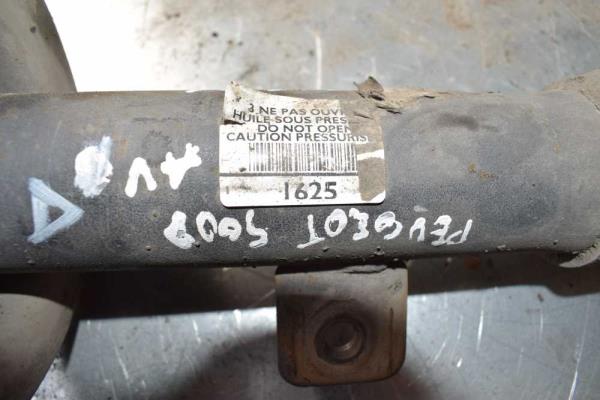 NE PAS OUV
HUILE SOUS PRES
DO NOT OPEN
CAUTION PRESSURIS
1625
PEUGEOT 5008
AV
D